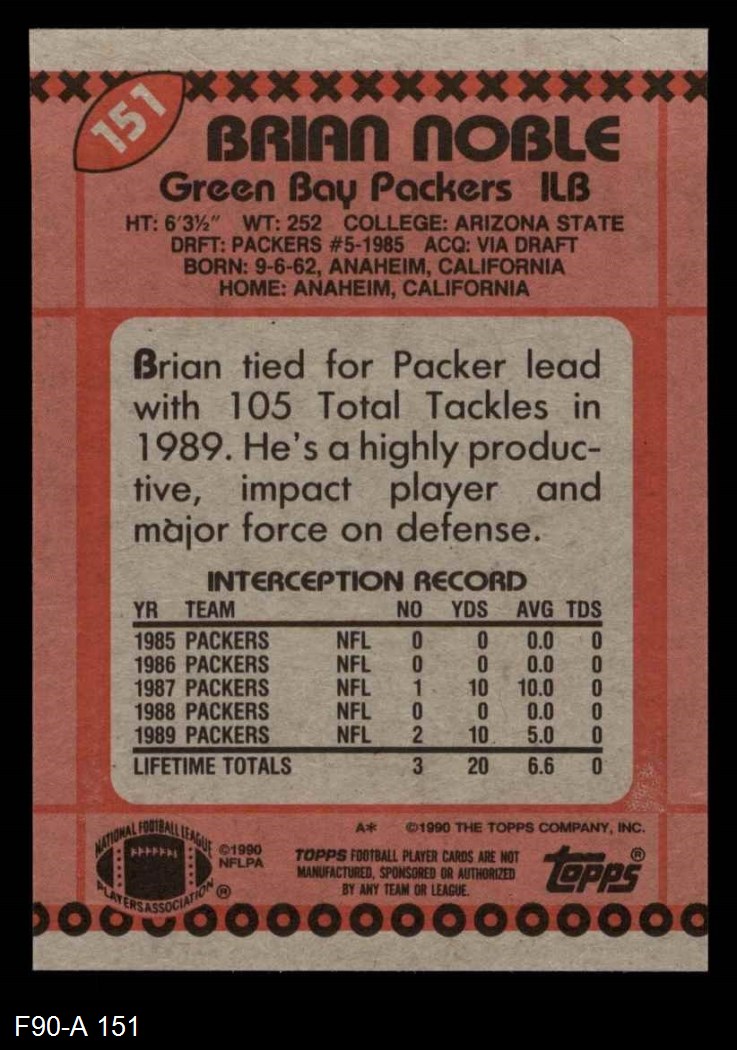 151
BRIAN NOBLE
Green Bay Packers ILB
HT: 6'3½" WT: 252 COLLEGE: ARIZONA STATE
DRFT: PACKERS #5-1985 ACQ: VIA DRAFT
BORN: 9-6-62, ANAHEIM, CALIFORNIA
HOME: ANAHEIM, CALIFORNIA
Brian tied for Packer lead
with 105 Total Tackles in
1989. He's a highly produc-
tive, impact player and
major force on defense.
INTERCEPTION RECORD
YR TEAM NO YDS AVG TDS
1985 PACKERS NFL 0 0 0.0 0
1986 PACKERS NFL 0 0 0.0 0
1987 PACKERS NFL 1 10 10.0 0
1988 PACKERS NFL 0 0 0.0 0
1989 PACKERS NFL 2 10 5.0 0
LIFETIME TOTALS 3 20 6.6 0
A* ©1990 THE TOPPS COMPANY, INC.
NATIONAL FOOTBALL LEAGUE
PLAYERS ASSOCIATION ®
©1990
NFLPA
TOPPS FOOTBALL PLAYER CARDS ARE NOT
MANUFACTURED, SPONSORED OR AUTHORIZED
BY ANY TEAM OR LEAGUE.
topps®
F90-A 151